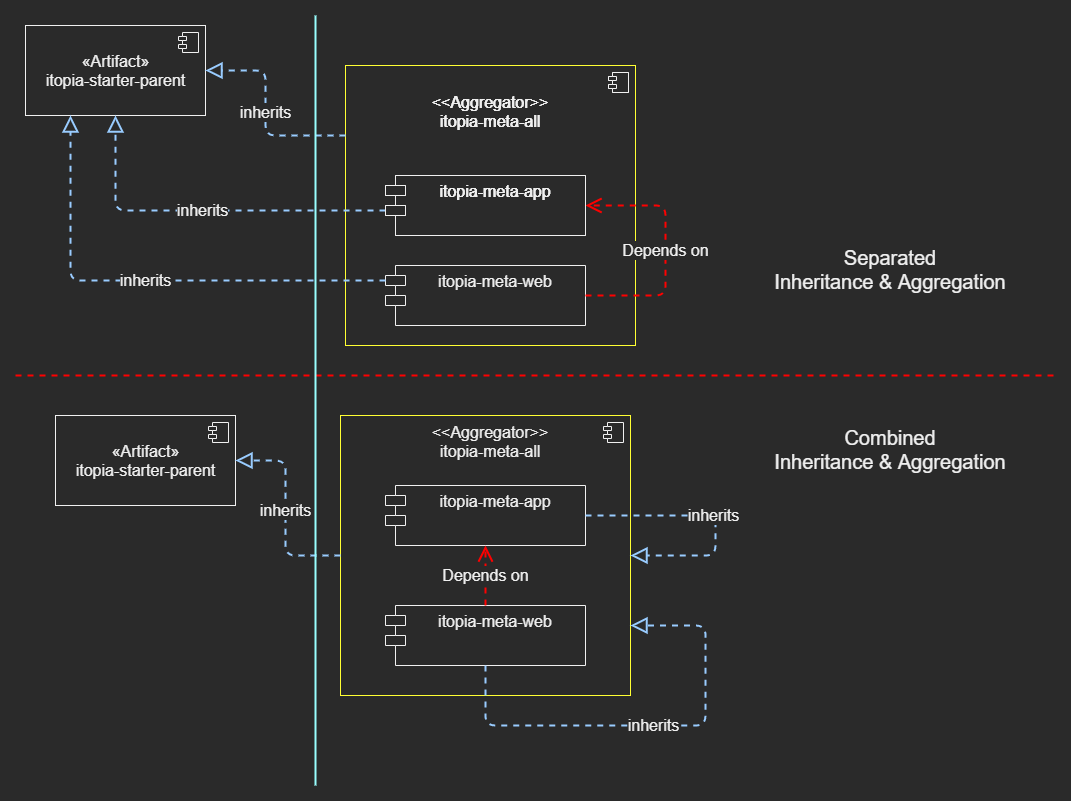 «Artifact»
itopia-starter-parent
inherits
<<Aggregator>>
itopia-meta-all
itopia-meta-app
inherits
Depends on
itopia-meta-web
inherits
Separated
Inheritance & Aggregation
«Artifact»
itopia-starter-parent
inherits
<<Aggregator>>
itopia-meta-all
Combined
Inheritance & Aggregation
itopia-meta-app
inherits
Depends on
itopia-meta-web
inherits